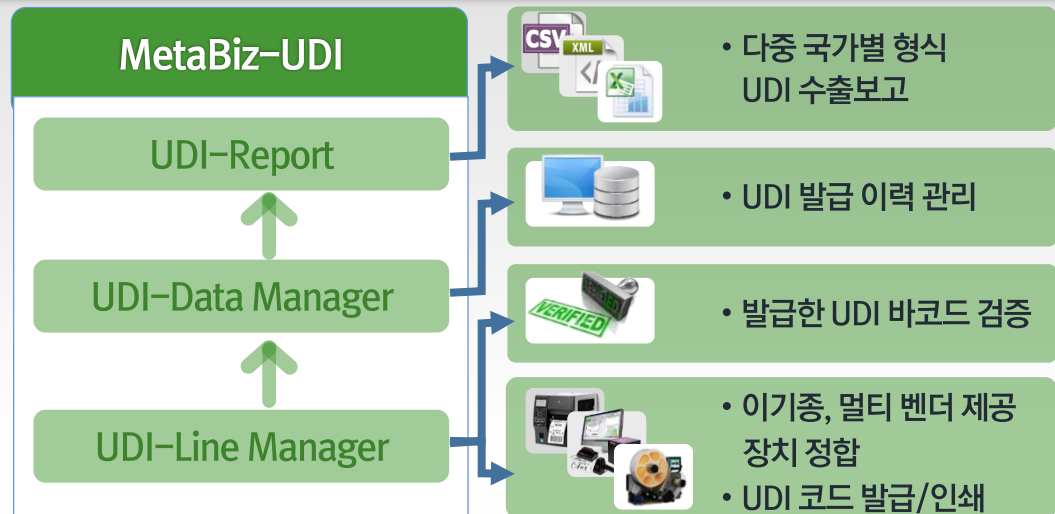 MetaBiz-UDI
UDI-Report
UDI-Data Manager
UDI-Line Manager
CSV
XML
</>
• 다중 국가별 형식
UDI 수출보고
• UDI 발급 이력 관리
VERIFIED
• 발급한 UDI 바코드 검증
• 이기종, 멀티 벤더 제공
장치 정합
• UDI 코드 발급/인쇄